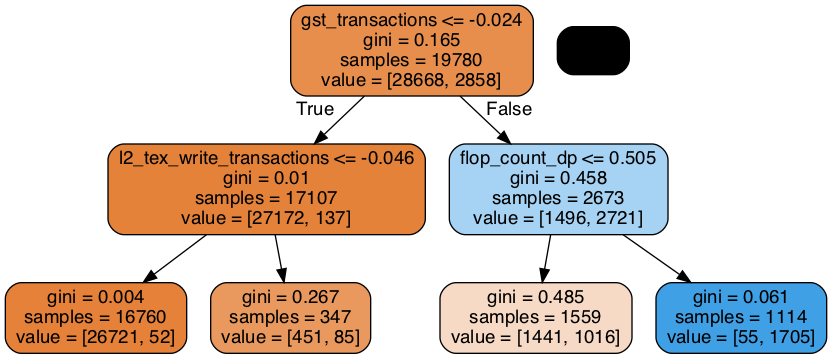 gst_transactions <= -0.024
gini = 0.165
samples = 19780
value = [28668, 2858]
True
False
l2_tex_write_transactions <= -0.046
gini = 0.01
samples = 17107
value = [27172, 137]
flop_count_dp <= 0.505
gini = 0.458
samples = 2673
value = [1496, 2721]
gini = 0.004
samples = 16760
value = [26721, 52]
gini = 0.267
samples = 347
value = [451, 85]
gini = 0.485
samples = 1559
value = [1441, 1016]
gini = 0.061
samples = 1114
value = [55, 1705]